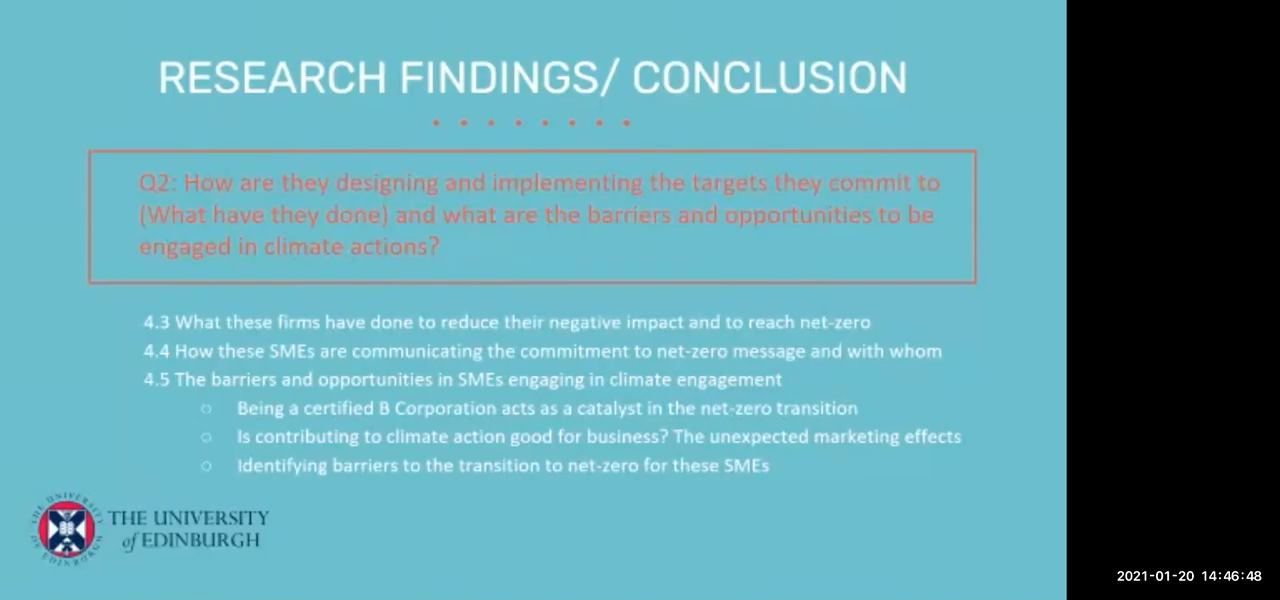 RESEARCH FINDINGS/ CONCLUSION
Q2: How are they designing and implementing the targets they commit to
(What have they done) and what are the barriers and opportunities to be
engaged in climate actions?
4.3 What these firms have done to reduce their negative impact and to reach net-zero
4.4 How these SMEs are communicating the commitment to net-zero message and with whom
4.5 The barriers and opportunities in SMEs engaging in climate engagement
○ Being a certified B Corporation acts as a catalyst in the net-zero transition
○ Is contributing to climate action good for business? The unexpected marketing effects
○ Identifying barriers to the transition to net-zero for these SMEs
THE UNIVERSITY
of EDINBURGH
THE UNIVERSITY OF EDINBURGH
2021-01-20 14:46:48